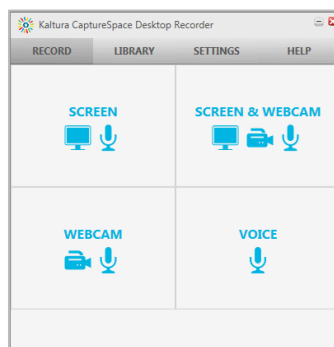 Kaltura CaptureSpace Desktop Recorder
RECORD LIBRARY SETTINGS HELP
SCREEN SCREEN & WEBCAM
WEBCAM VOICE